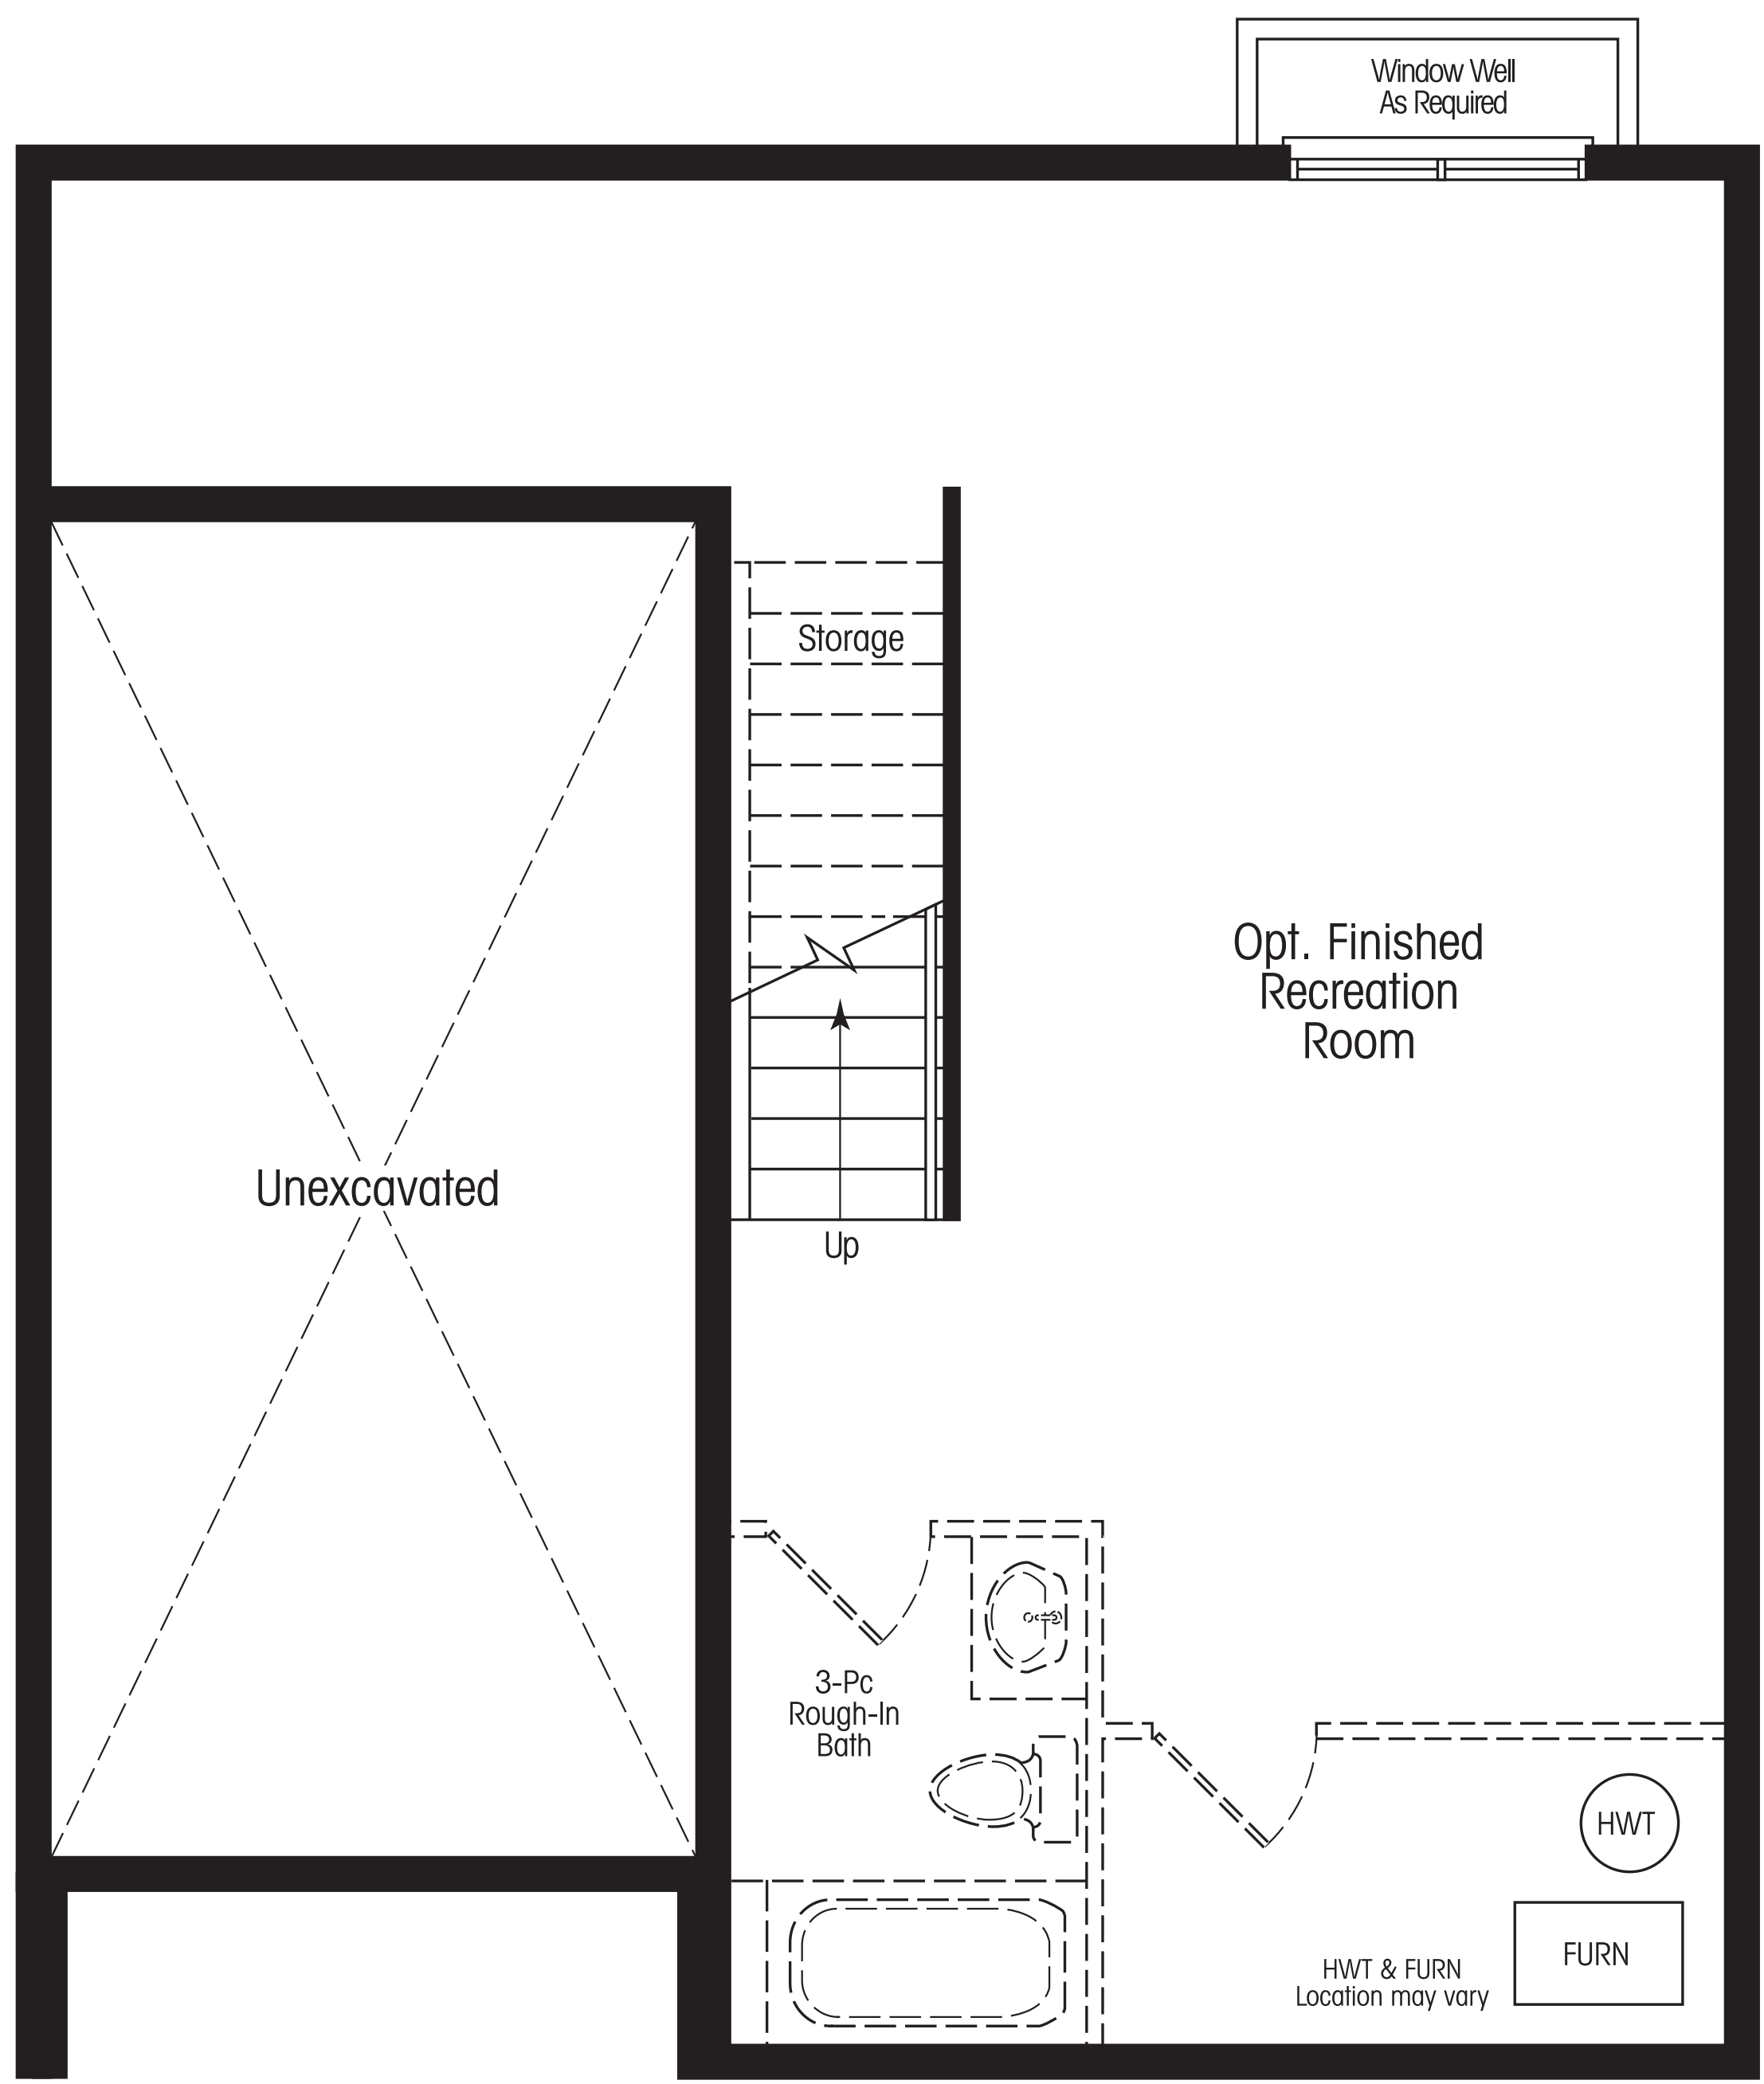 Window Well
As Required
Storage
Opt. Finished
Recreation
Room
Unexcavated
Up
3-Pc
Rough-In
Bath
HWT
FURN
HWT & FURN
Location may vary